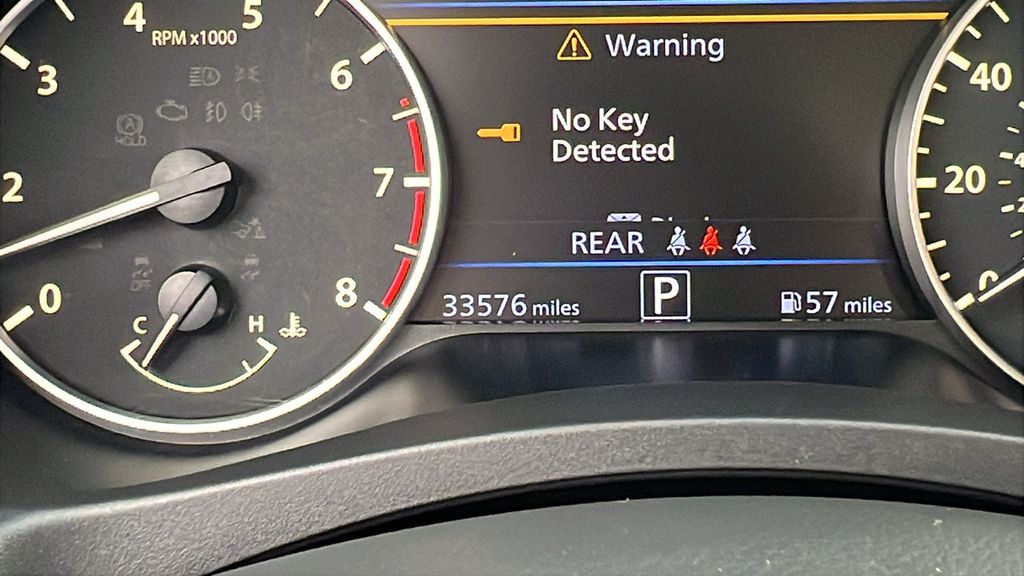 4
5
RPM x1000
3
6
Warning
40
No Key
Detected
2
7
20
REAR
0
8
33576 miles
P
57 miles
0
C
H